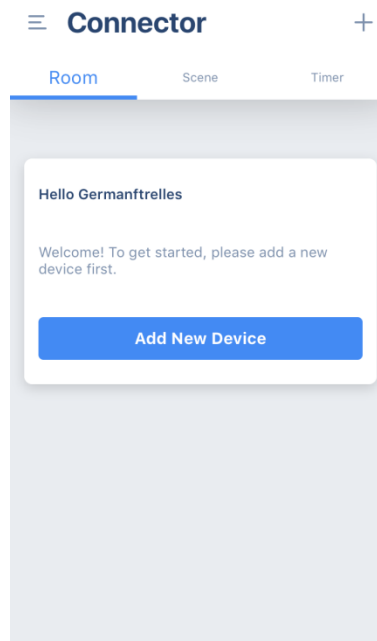 Connector
Room
Scene
Timer
Hello Germanftrelles
Welcome! To get started, please add a new
device first.
Add New Device